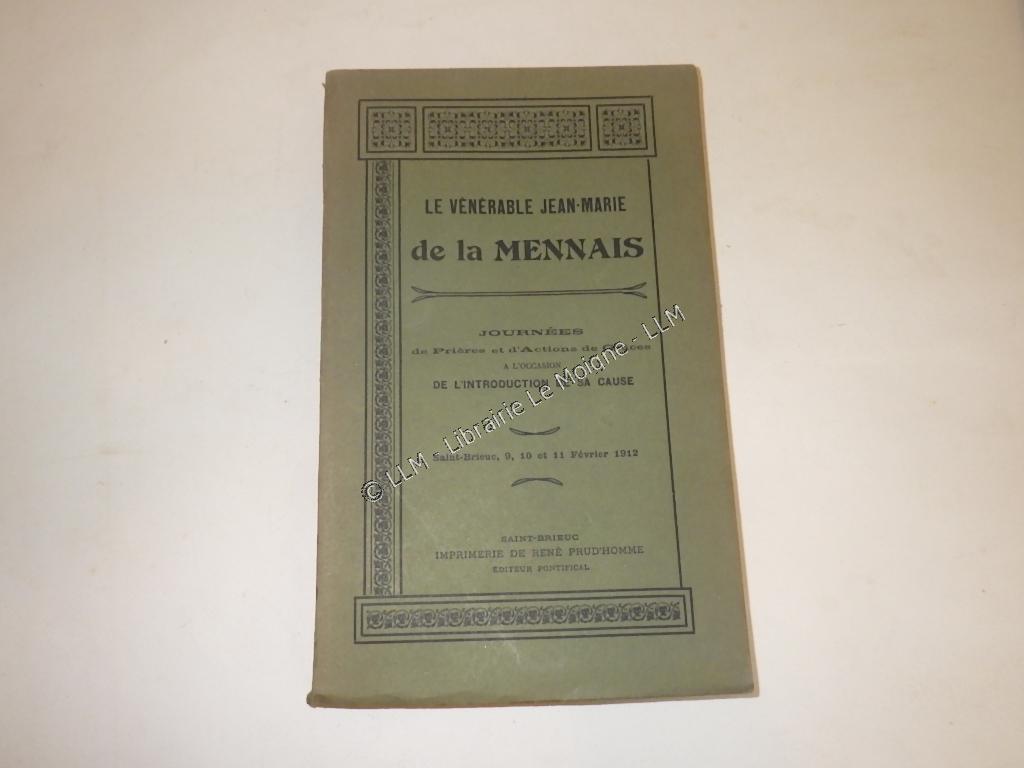 LE VÉNÉRABLE JEAN-MARIE
de la MENNAIS
JOURNÉES
de Prières et d'Actions de Grâces
A L'OCCASION
DE L'INTRODUCTION DE SA CAUSE
Saint-Brieuc, 9, 10 et 11 Février 1912
SAINT-BRIEUC
IMPRIMERIE DE RENÉ PRUD'HOMME
ÉDITEUR PONTIFICAL
© LLM - Librairie Le Moigne - LLM